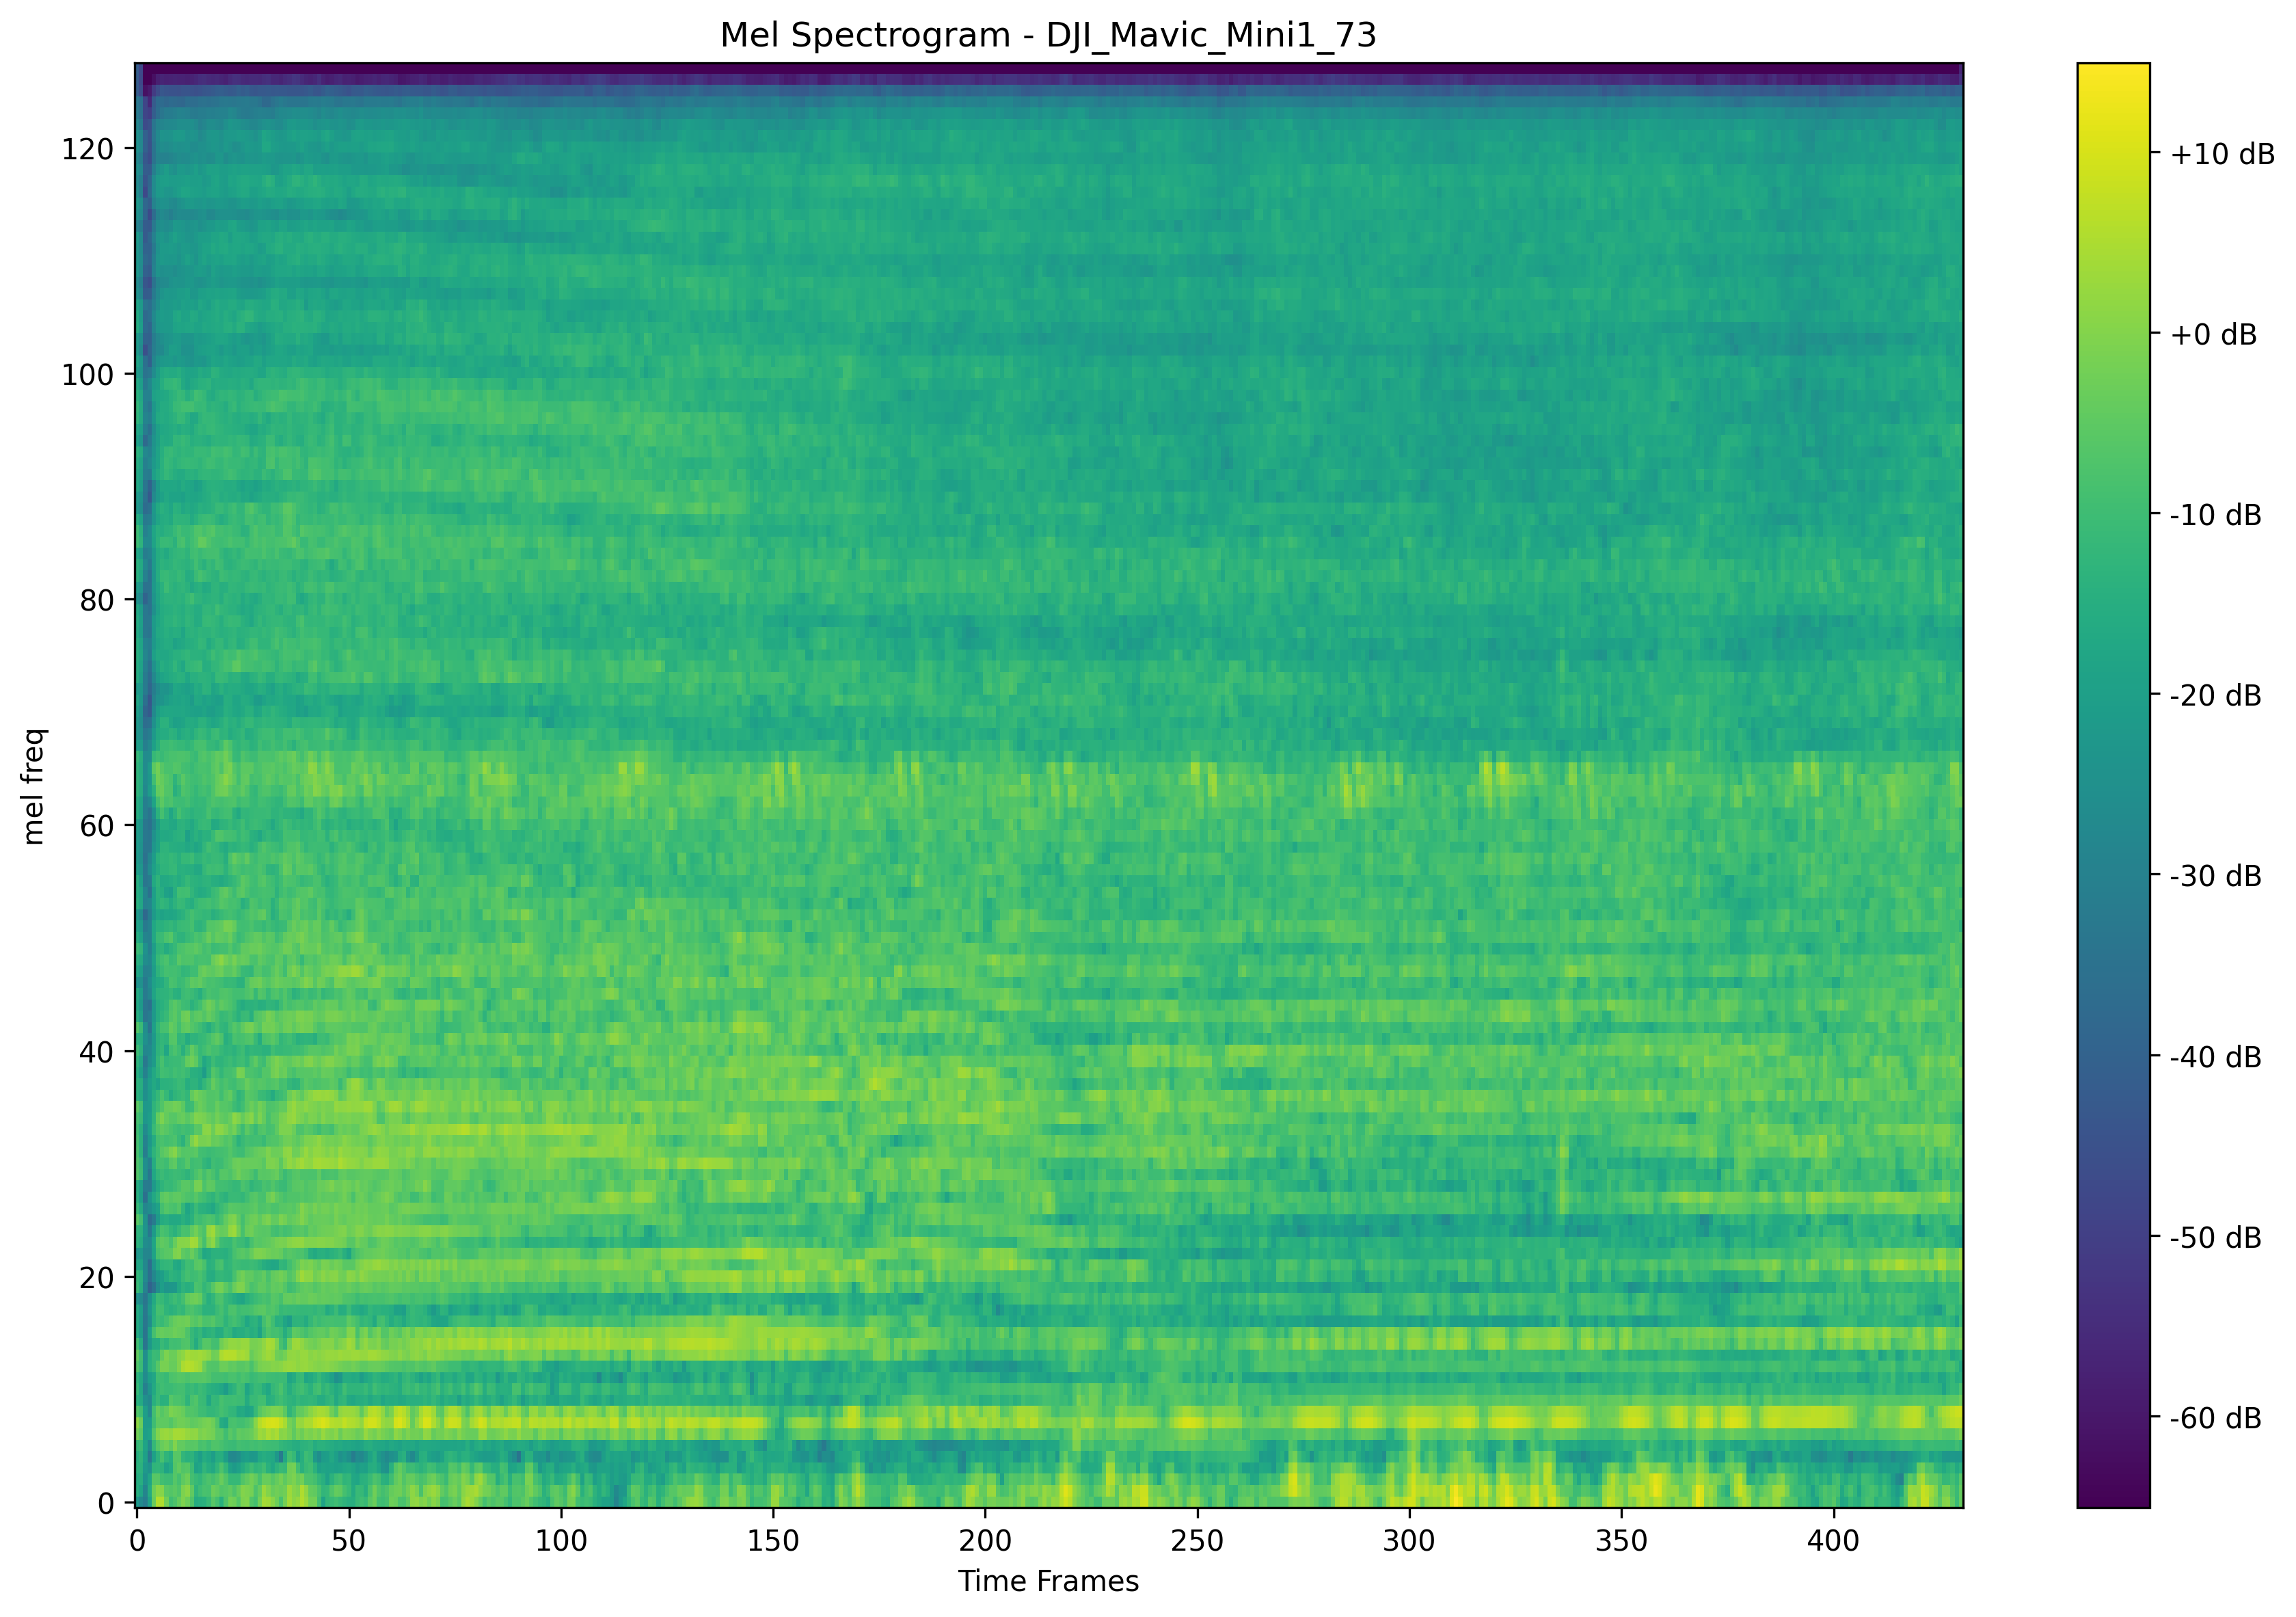 Mel Spectrogram - DJI_Mavic_Mini1_73
mel freq
120
100
80
60
40
20
0
0 50 100 150 200 250 300 350 400
Time Frames
+10 dB
+0 dB
-10 dB
-20 dB
-30 dB
-40 dB
-50 dB
-60 dB